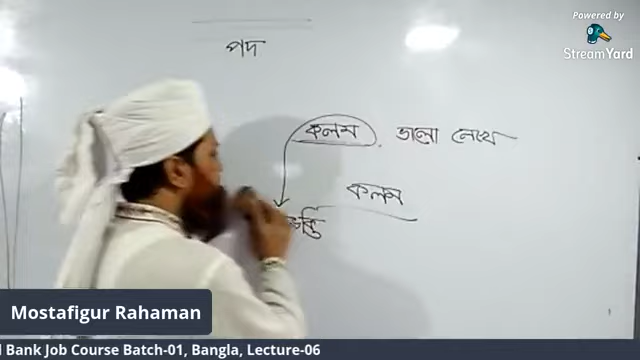 Powered by
StreamYard
পদ
কলম ভালো লেখে
কলম
Mostafigur Rahaman
Bank Job Course Batch-01, Bangla, Lecture-06